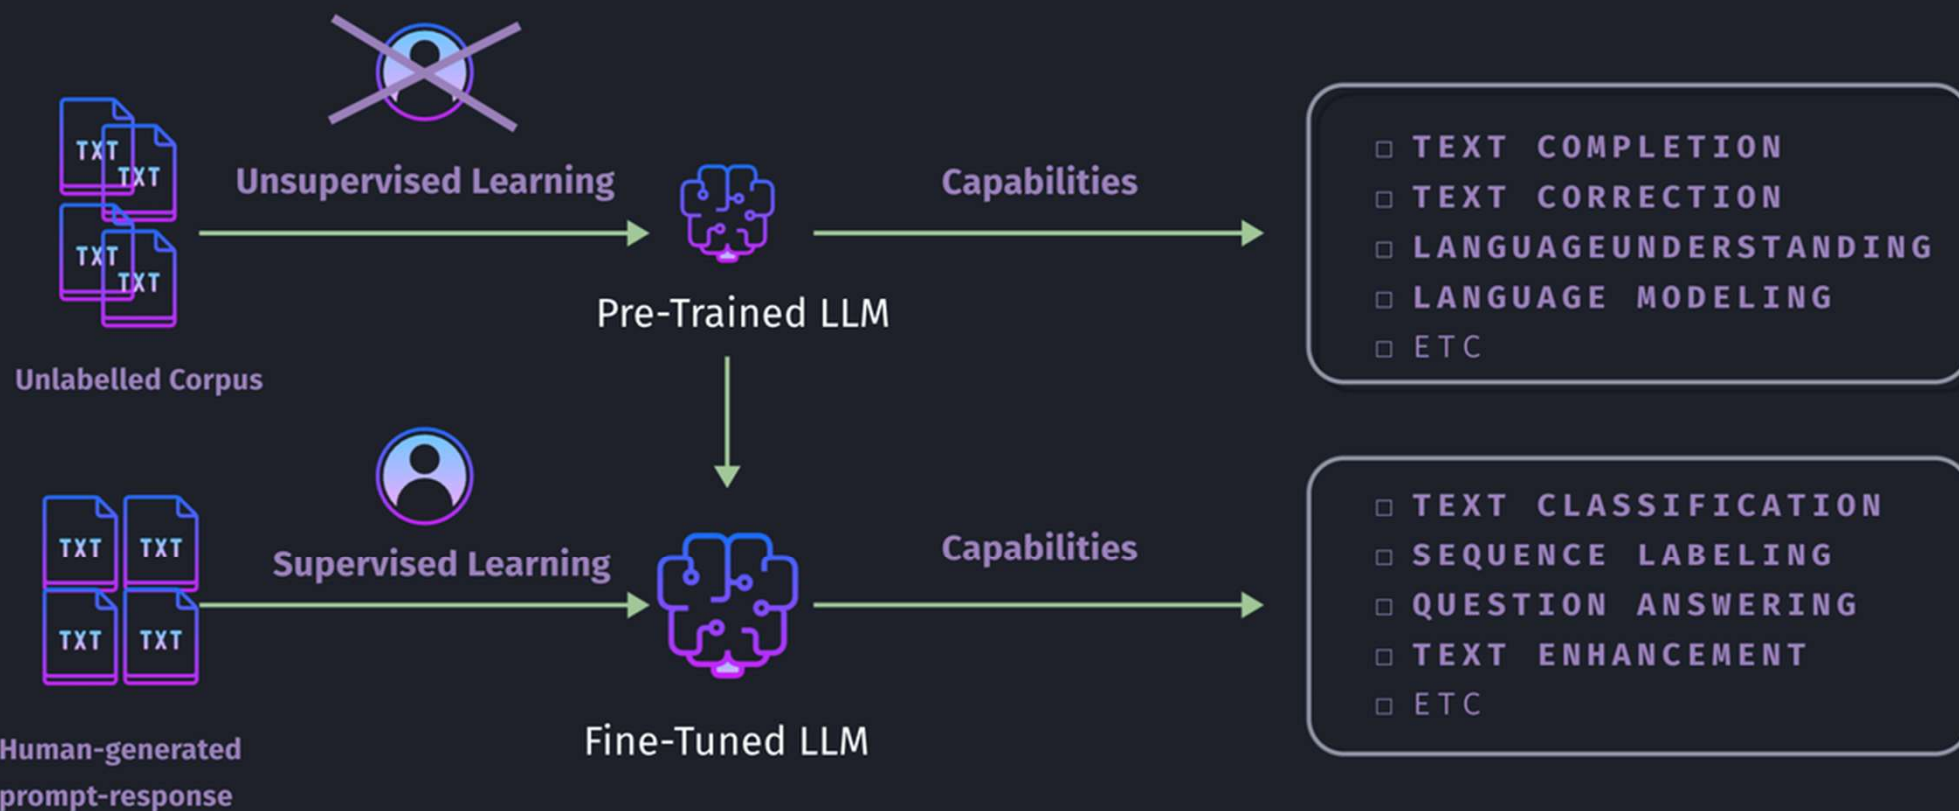 TXT
TXT
TXT
TXT
Unlabelled Corpus
Unsupervised Learning
Pre-Trained LLM
Capabilities
□ TEXT COMPLETION
□ TEXT CORRECTION
□ LANGUAGEUNDERSTANDING
□ LANGUAGE MODELING
□ ETC
TXT
TXT
TXT
TXT
Human-generated
prompt-response
Supervised Learning
Fine-Tuned LLM
Capabilities
□ TEXT CLASSIFICATION
□ SEQUENCE LABELING
□ QUESTION ANSWERING
□ TEXT ENHANCEMENT
□ ETC